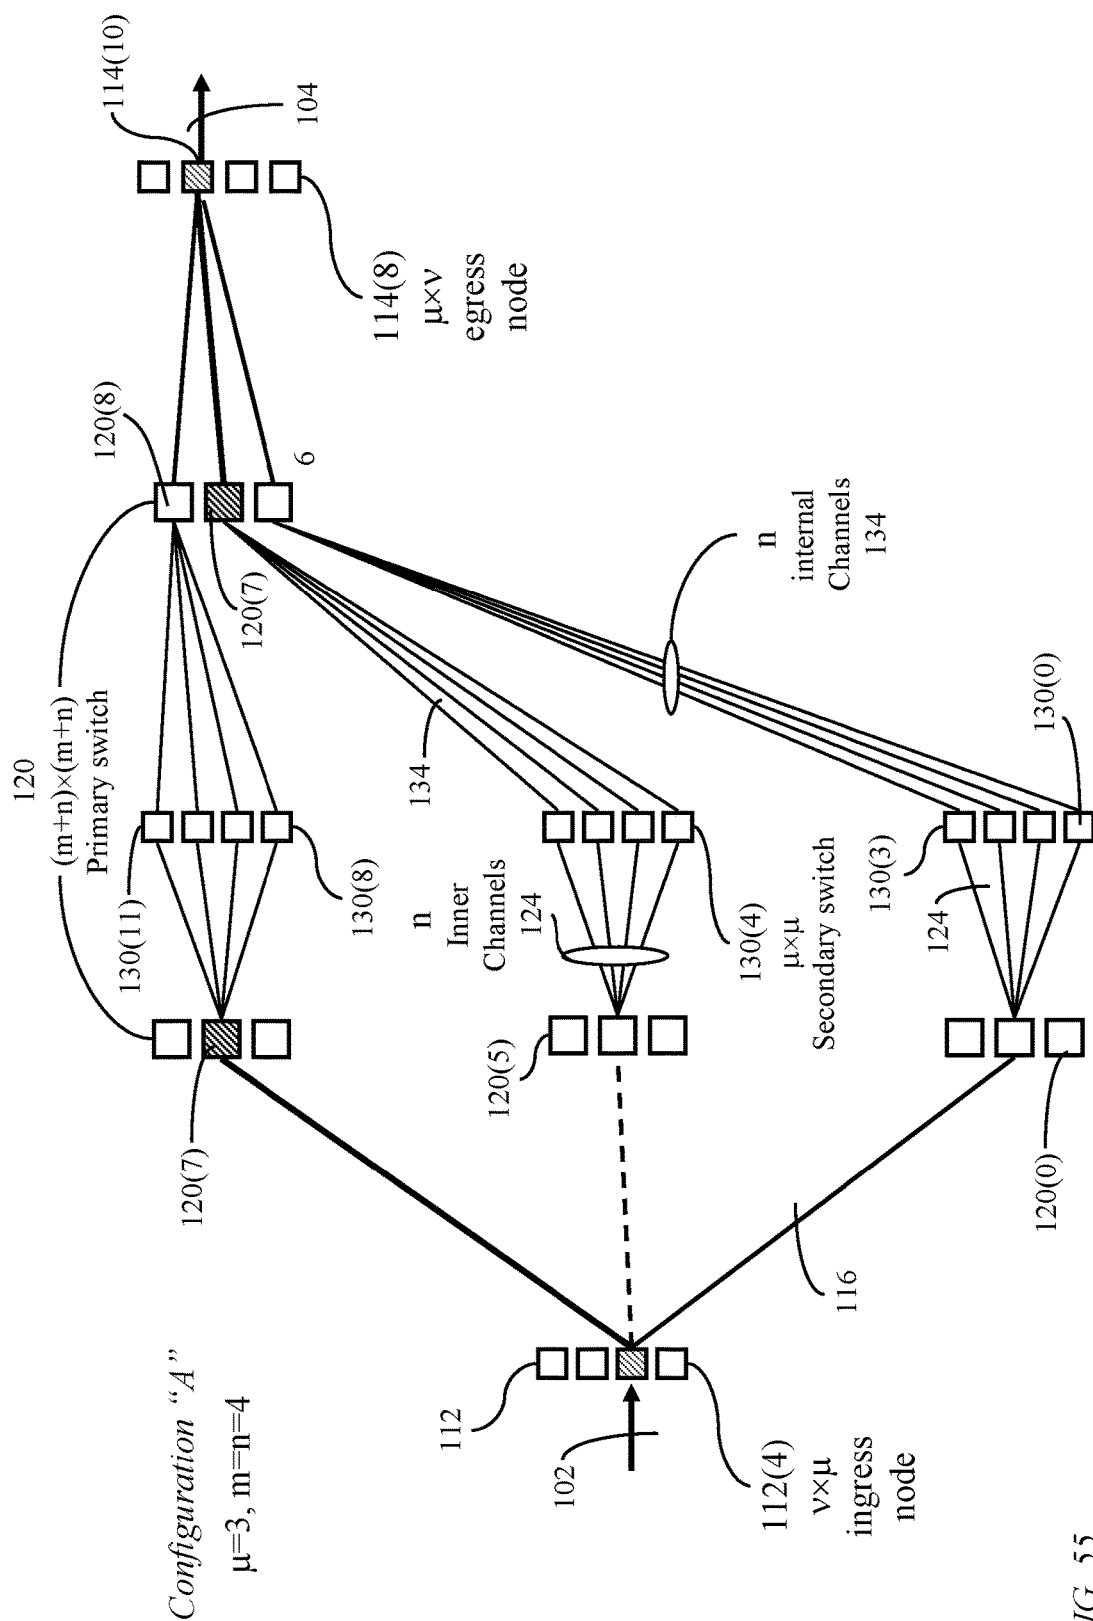 Configuration “A”
μ=3, m=n=4
120
(m+n)×(m+n)
Primary switch
120(7)
130(11)
130(8)
120(8)
120(7)
6
114(10)
104
114(8)
μ×ν
egress
node
134
n
internal
Channels
134
112
102
112(4)
ν×μ
ingress
node
116
120(5)
n
Inner
Channels
124
130(4)
μ×μ
Secondary switch
130(3)
124
130(0)
120(0)
IG. 55